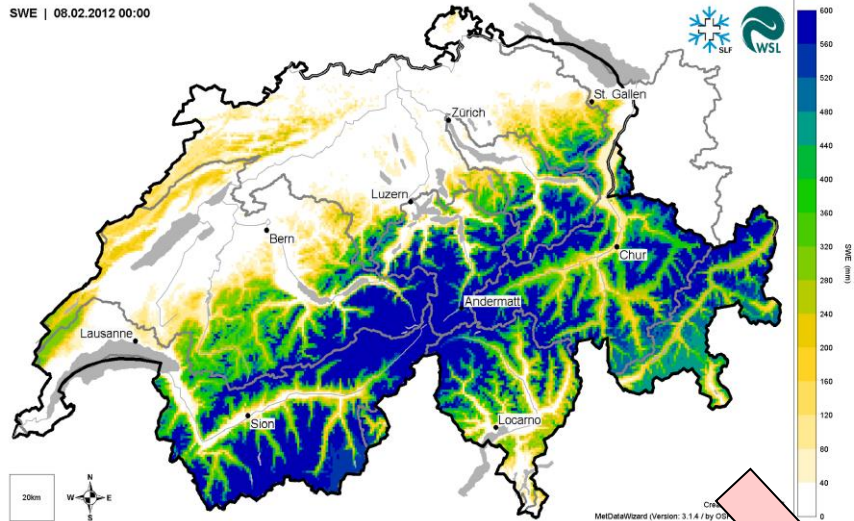 SWE | 08.02.2012 00:00
SLF
WSL
St. Gallen
Zürich
Luzern
Bern
Chur
Andermatt
Lausanne
Sion
Locarno
20km
N
W E
S
MetDataWizard (Version: 3.1.4 / by
600
560
520
480
440
400
360
320
280
240
200
160
120
80
40
0
SWE (mm)